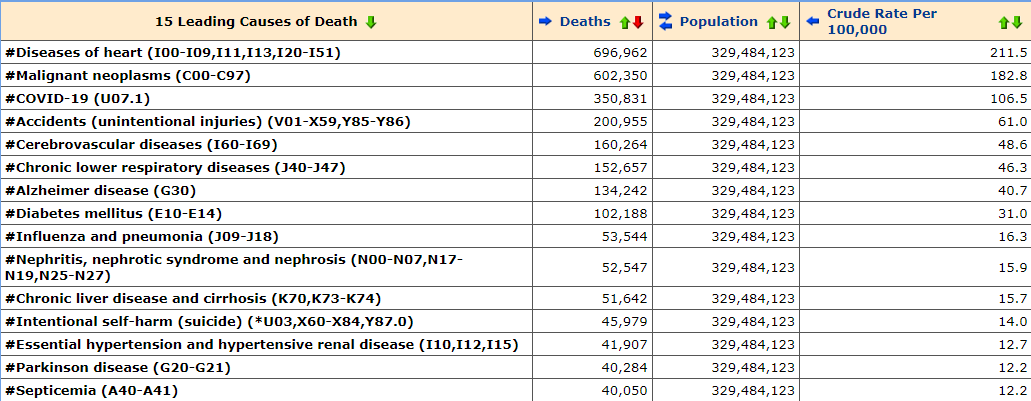 15 Leading Causes of Death Deaths Population Crude Rate Per 100,000
#Diseases of heart (I00-I09,I11,I13,I20-I51) 696,962 329,484,123 211.5
#Malignant neoplasms (C00-C97) 602,350 329,484,123 182.8
#COVID-19 (U07.1) 350,831 329,484,123 106.5
#Accidents (unintentional injuries) (V01-X59,Y85-Y86) 200,955 329,484,123 61.0
#Cerebrovascular diseases (I60-I69) 160,264 329,484,123 48.6
#Chronic lower respiratory diseases (J40-J47) 152,657 329,484,123 46.3
#Alzheimer disease (G30) 134,242 329,484,123 40.7
#Diabetes mellitus (E10-E14) 102,188 329,484,123 31.0
#Influenza and pneumonia (J09-J18) 53,544 329,484,123 16.3
#Nephritis, nephrotic syndrome and nephrosis (N00-N07,N17-
N19,N25-N27) 52,547 329,484,123 15.9
#Chronic liver disease and cirrhosis (K70,K73-K74) 51,642 329,484,123 15.7
#Intentional self-harm (suicide) (*U03,X60-X84,Y87.0) 45,979 329,484,123 14.0
#Essential hypertension and hypertensive renal disease (I10,I12,I15) 41,907 329,484,123 12.7
#Parkinson disease (G20-G21) 40,284 329,484,123 12.2
#Septicemia (A40-A41) 40,050 329,484,123 12.2